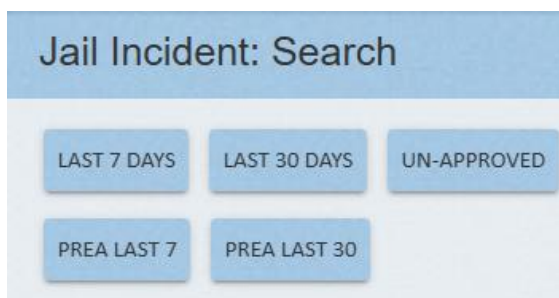 Jail Incident: Search
LAST 7 DAYS LAST 30 DAYS UN-APPROVED
PREA LAST 7 PREA LAST 30